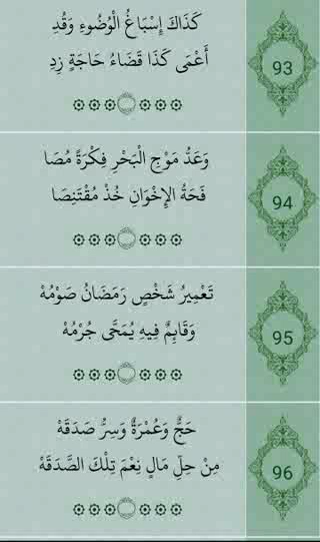 كَذَاكَ إِسْبَاغُ الْوُضُوءِ وَقُدِ
أَعْمَى كَذَا قَضَاءُ حَاجَةٍ زِدِ
93
وَعَدُّ مَوْجِ الْبَحْرِ فِكْرَةً مُصَا
فَحَةُ الإِخْوَانِ خُذْ مُقْتَنِصَا
94
تَعْمِيرُ شَخْصٍ رَمَضَانُ صَوْمُهْ
وَقَائِمٌ فِيهِ يُمَحَّى جُرْمُهْ
95
حَجٌّ وَعُمْرَةٌ وَسِرُّ صَدَقَهْ
مِنْ حِلِّ مَالٍ نِعْمَ تِلْكَ الصَّدَقَهْ
96